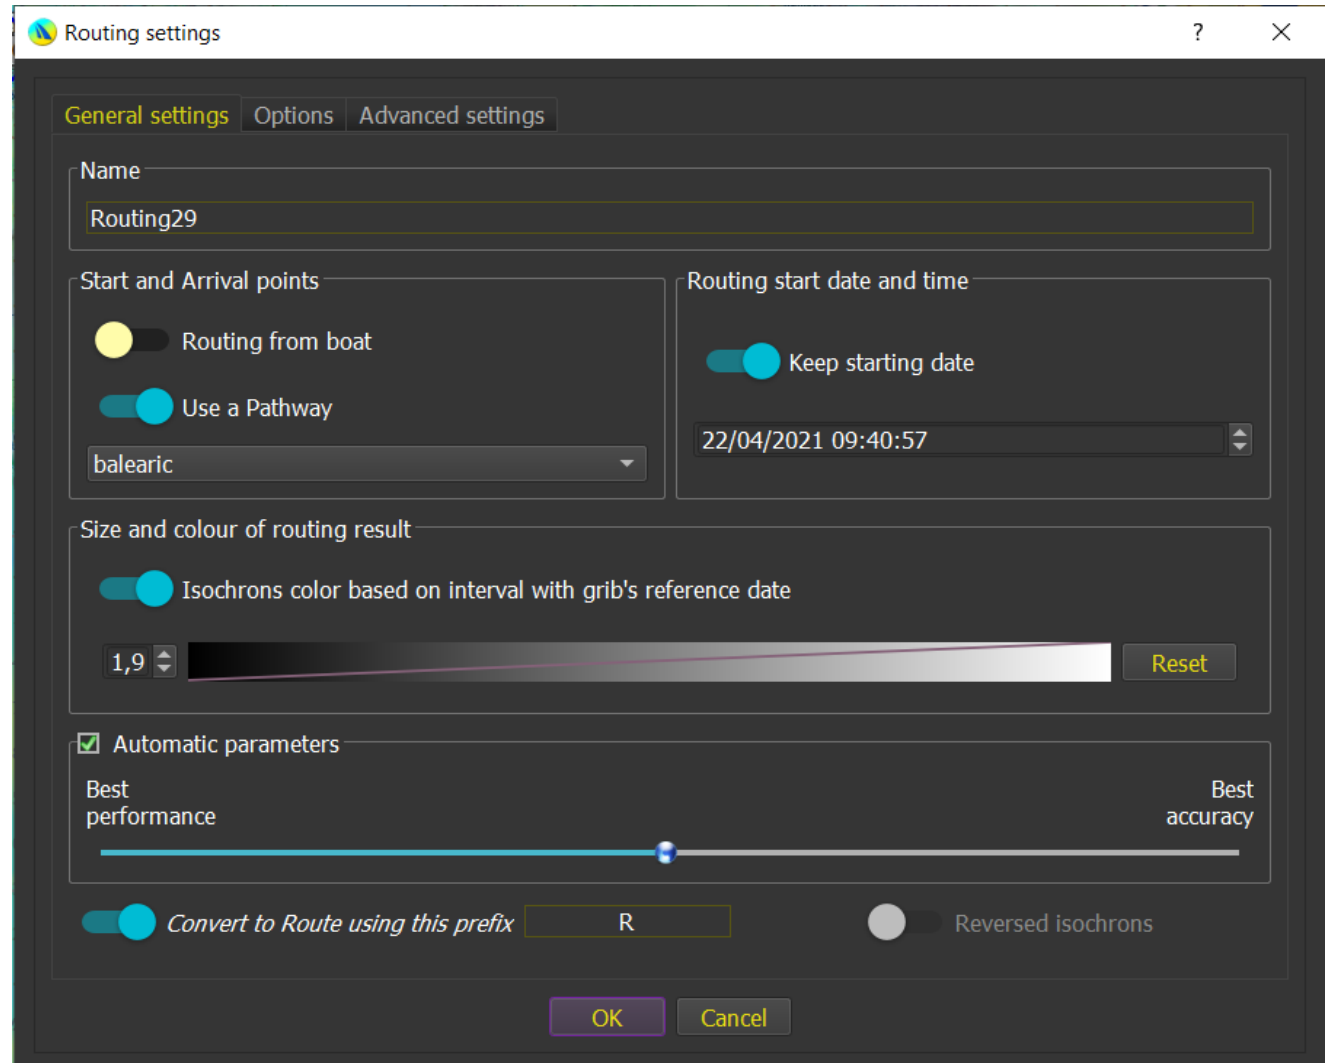 Routing settings
?
General settings Options Advanced settings
Name
Routing29
Start and Arrival points
Routing from boat
Use a Pathway
balearic
Routing start date and time
Keep starting date
22/04/2021 09:40:57
Size and colour of routing result
Isochrons color based on interval with grib's reference date
1,9
Reset
Automatic parameters
Best
performance
Best
accuracy
Convert to Route using this prefix R
Reversed isochrons
OK Cancel